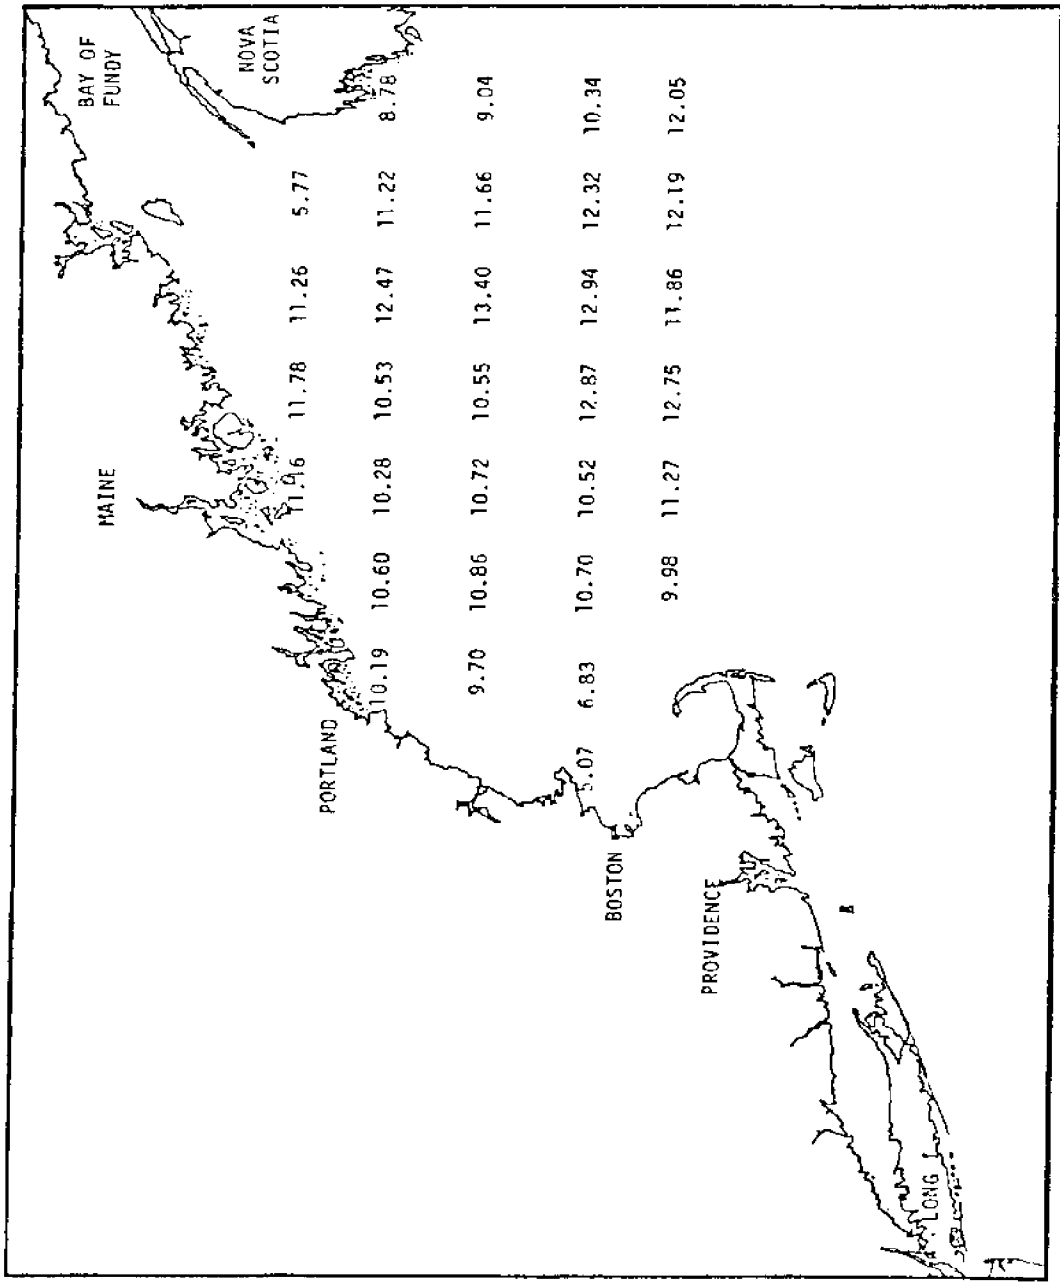 BAY OF
FUNDY
MAINE
NOVA
SCOTIA
11.16 11.78 11.26 5.77
PORTLAND
10.19 10.60 10.28 10.53 12.47 11.22 8.78
9.70 10.86 10.72 10.55 13.40 11.66 9.04
6.83 10.70 10.52 12.87 12.94 12.32 10.34
BOSTON
9.98 11.27 12.75 11.86 12.19 12.05
PROVIDENCE
LONG I